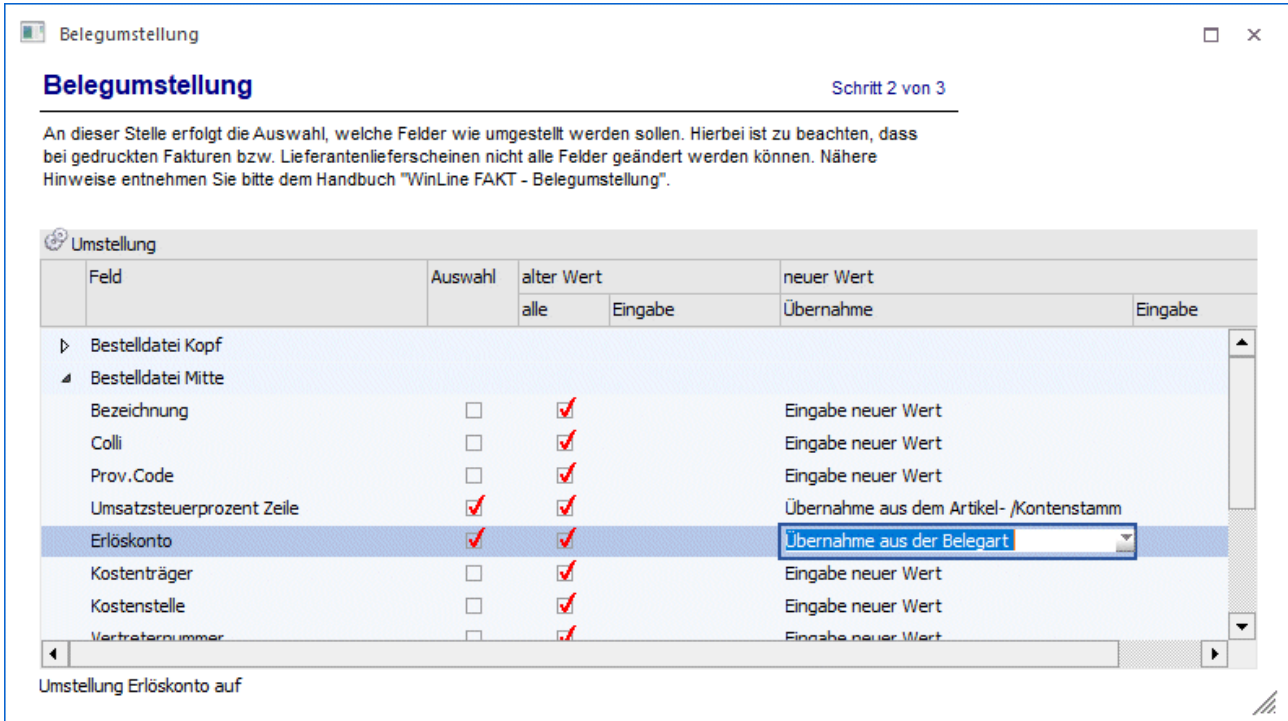 Belegumstellung
Belegumstellung Schritt 2 von 3
An dieser Stelle erfolgt die Auswahl, welche Felder wie umgestellt werden sollen. Hierbei ist zu beachten, dass
bei gedruckten Fakturen bzw. Lieferantenlieferscheinen nicht alle Felder geändert werden können. Nähere
Hinweise entnehmen Sie bitte dem Handbuch "WinLine FAKT - Belegumstellung".
Umstellung
Feld Auswahl alter Wert neuer Wert
alle Eingabe Übernahme Eingabe
Bestelldatei Kopf
Bestelldatei Mitte
Bezeichnung Eingabe neuer Wert
Colli Eingabe neuer Wert
Prov.Code Eingabe neuer Wert
Umsatzsteuerprozent Zeile Übernahme aus dem Artikel- /Kontenstamm
Erlöskonto Übernahme aus der Belegart
Kostenträger Eingabe neuer Wert
Kostenstelle Eingabe neuer Wert
Vertreternummer Eingabe neuer Wert
Umstellung Erlöskonto auf